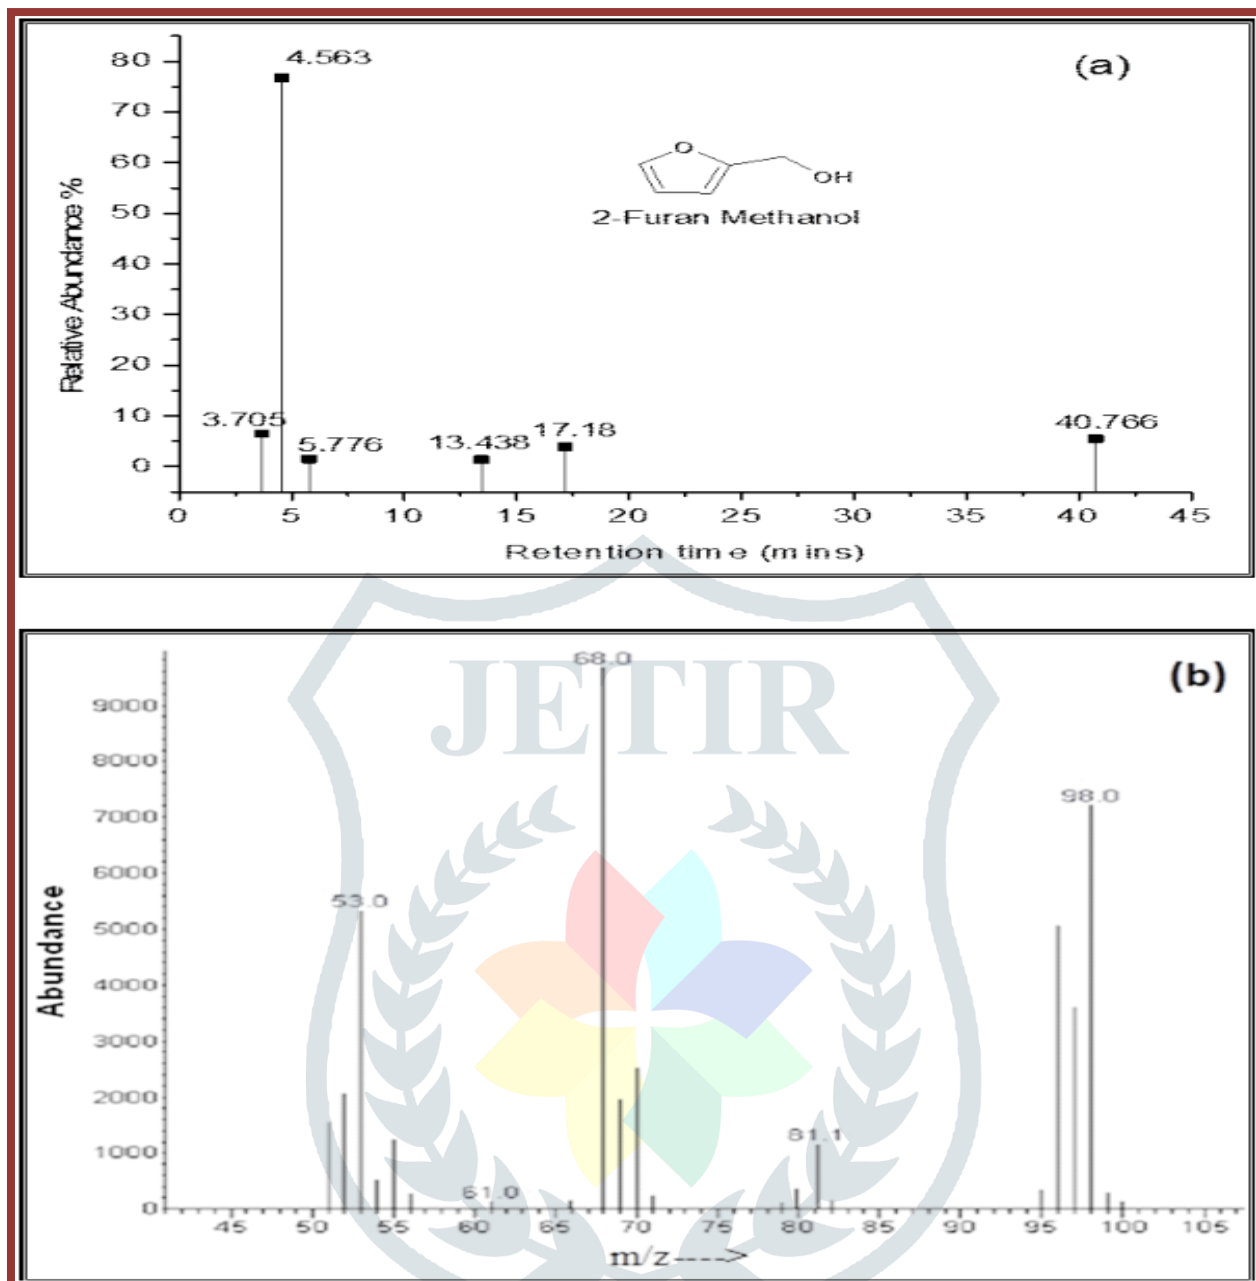 (a)
80
70
60
50
40
30
20
10
0
Relative Abundance %
4.563
3.705
5.776
13.438
17.18
40.766
O
OH
2-Furan Methanol
0 5 10 15 20 25 30 35 40 45
Retention time (mins)
JETIR
(b)
9000
8000
7000
6000
5000
4000
3000
2000
1000
0
Abundance
68.0
98.0
53.0
61.0
81.1
45 50 55 60 65 70 75 80 85 90 95 100 105
m/z---->